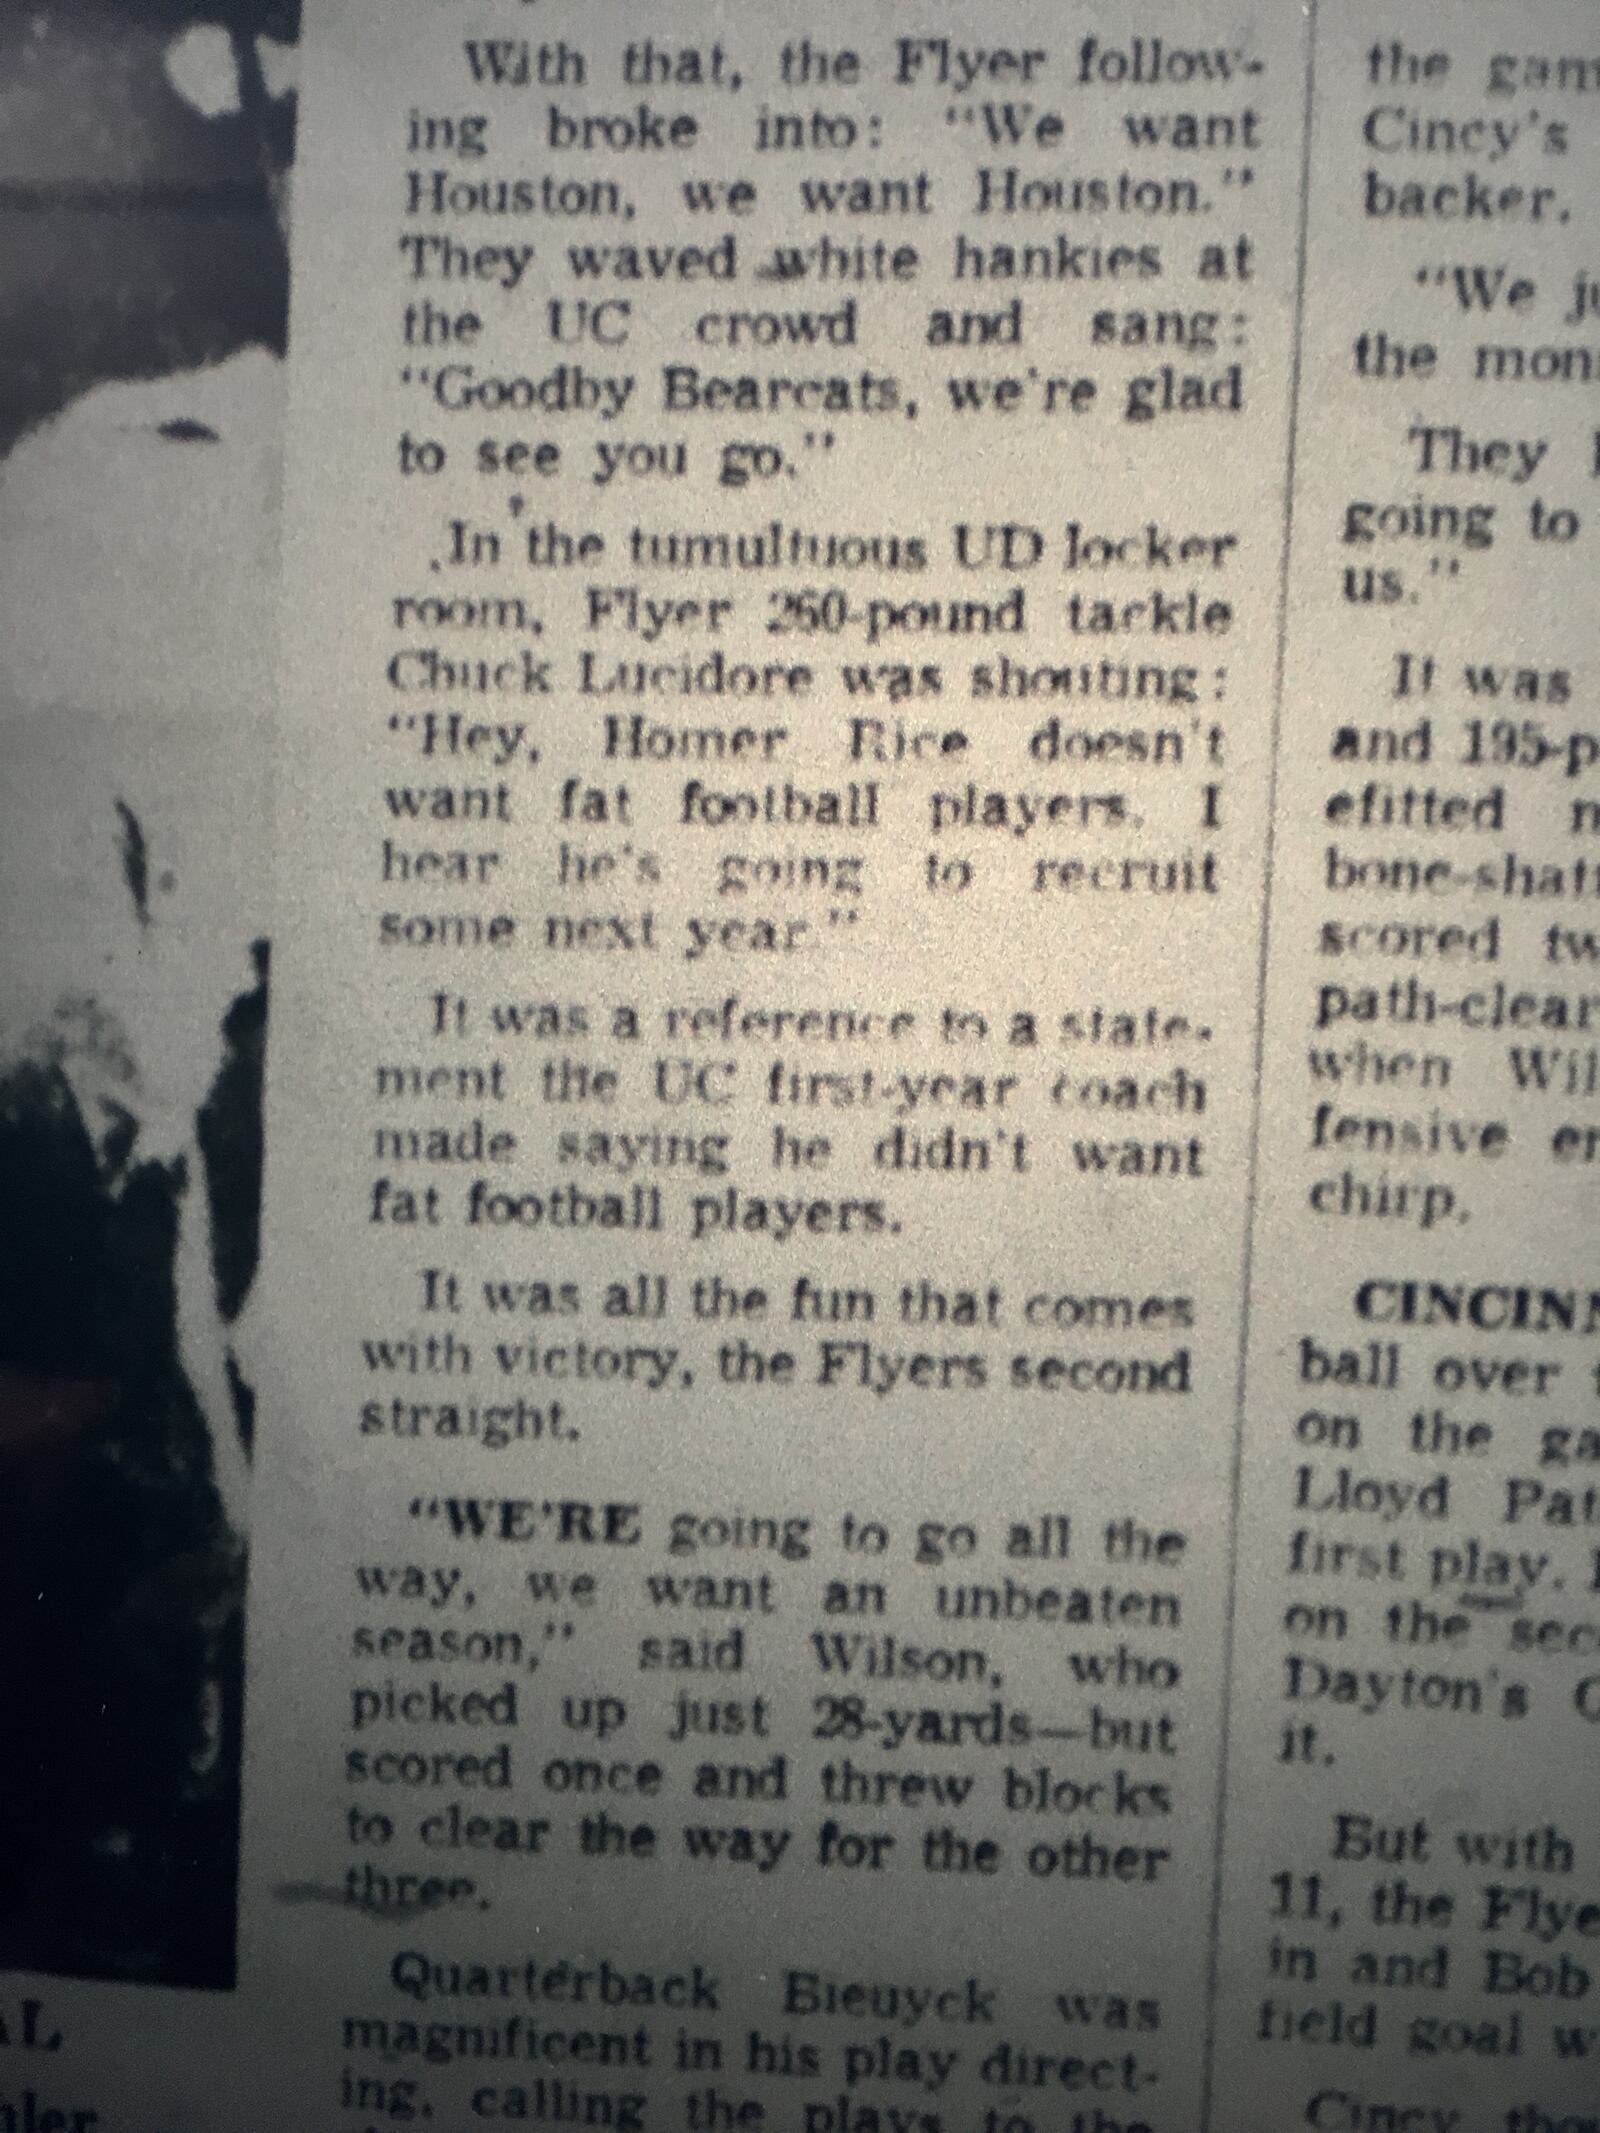 With that, the Flyer follow-
ing broke into: "We want
Houston, we want Houston."
They waved white hankies at
the UC crowd and sang:
"Goodby Bearcats, we're glad
to see you go."
In the tumultuous UD locker
room, Flyer 260-pound tackle
Chuck Lucidore was shouting:
"Hey, Homer Rice doesn't
want fat football players. I
hear he's going to recruit
some next year"
It was a reference to a state-
ment the UC first-year coach
made saying he didn't want
fat football players.
It was all the fun that comes
with victory, the Flyers second
straight.
"WE'RE going to go all the
way, we want an unbeaten
season," said Wilson, who
picked up just 28-yards—but
scored once and threw blocks
to clear the way for the other
three.
Quarterback Bieuyck was
magnificent in his play direct-
ing, calling the plays to the
the
Cincy's
backer.
"We
the
They
going to
us."
It was
and
efitted
scored
when
fensive
chirp.
ball over
on the
Lloyd
first play.
on the
Dayton's
it.
But with
11, the
in and Bob
field goal
Cincy